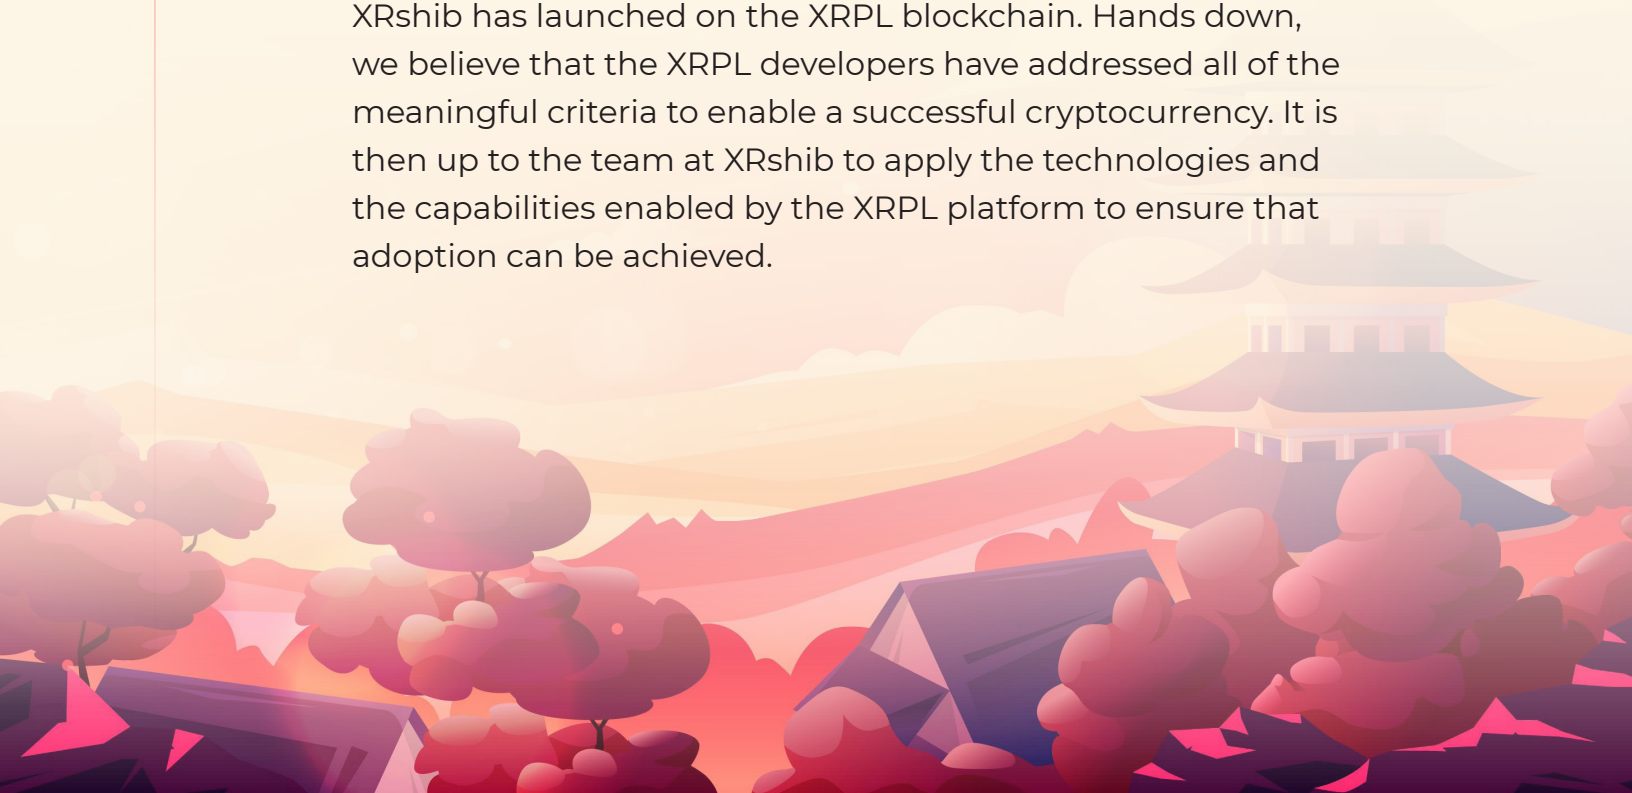 XRshib has launched on the XRPL blockchain. Hands down,
we believe that the XRPL developers have addressed all of the
meaningful criteria to enable a successful cryptocurrency. It is
then up to the team at XRshib to apply the technologies and
the capabilities enabled by the XRPL platform to ensure that
adoption can be achieved.